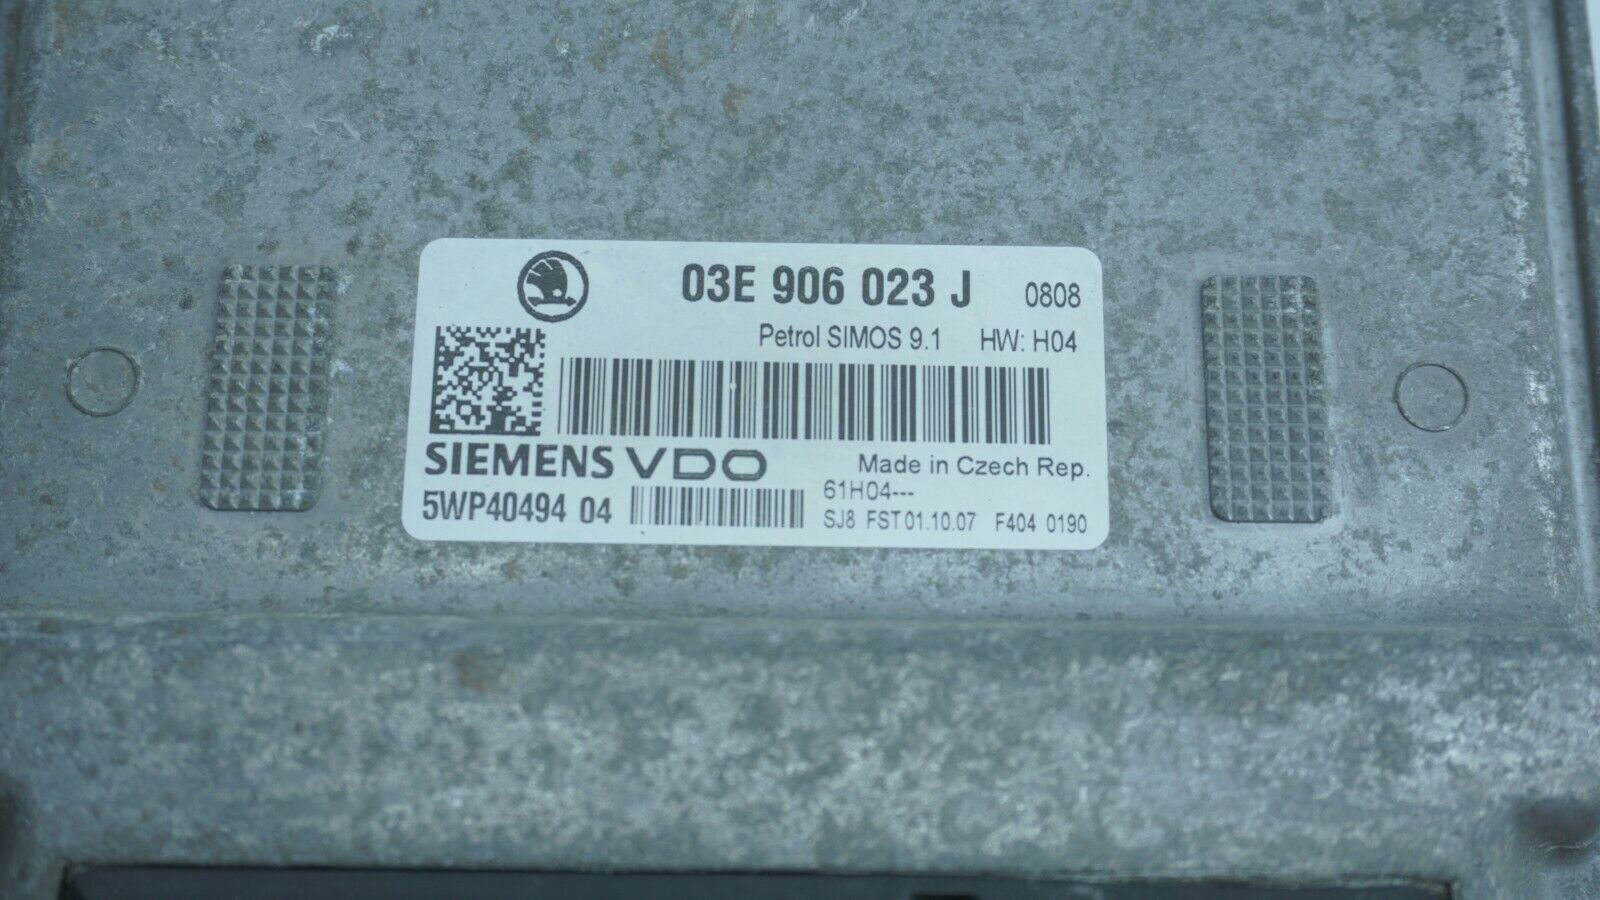 03E 906 023 J 0808
Petrol SIMOS 9.1 HW: H04
SIEMENS VDO Made in Czech Rep.
5WP40494 04 61H04---
SJ8 FST 01.10.07 F404 0190